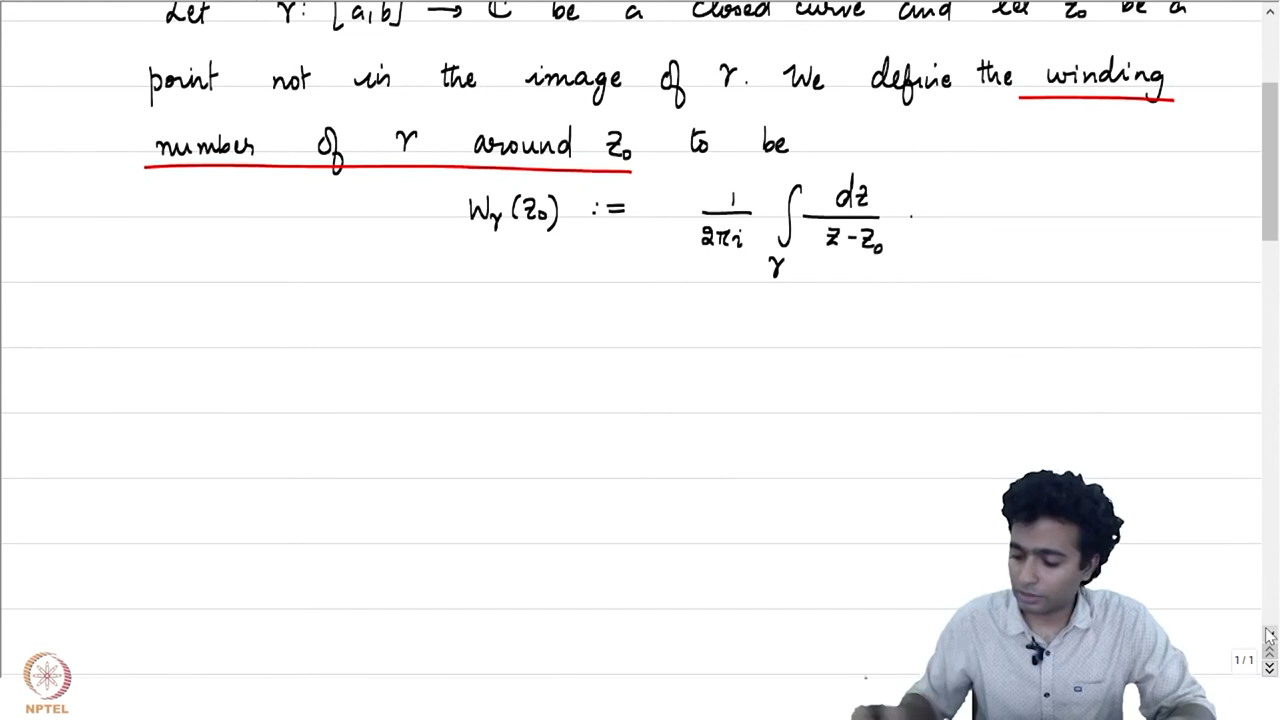 Let γ: [a,b] → ℂ be a closed curve and let z₀ be a
point not in the image of γ. We define the winding
number of γ around z₀ to be
W_γ(z₀) := 1/2πi ∫_γ dz/(z-z₀).
1/1
NPTEL